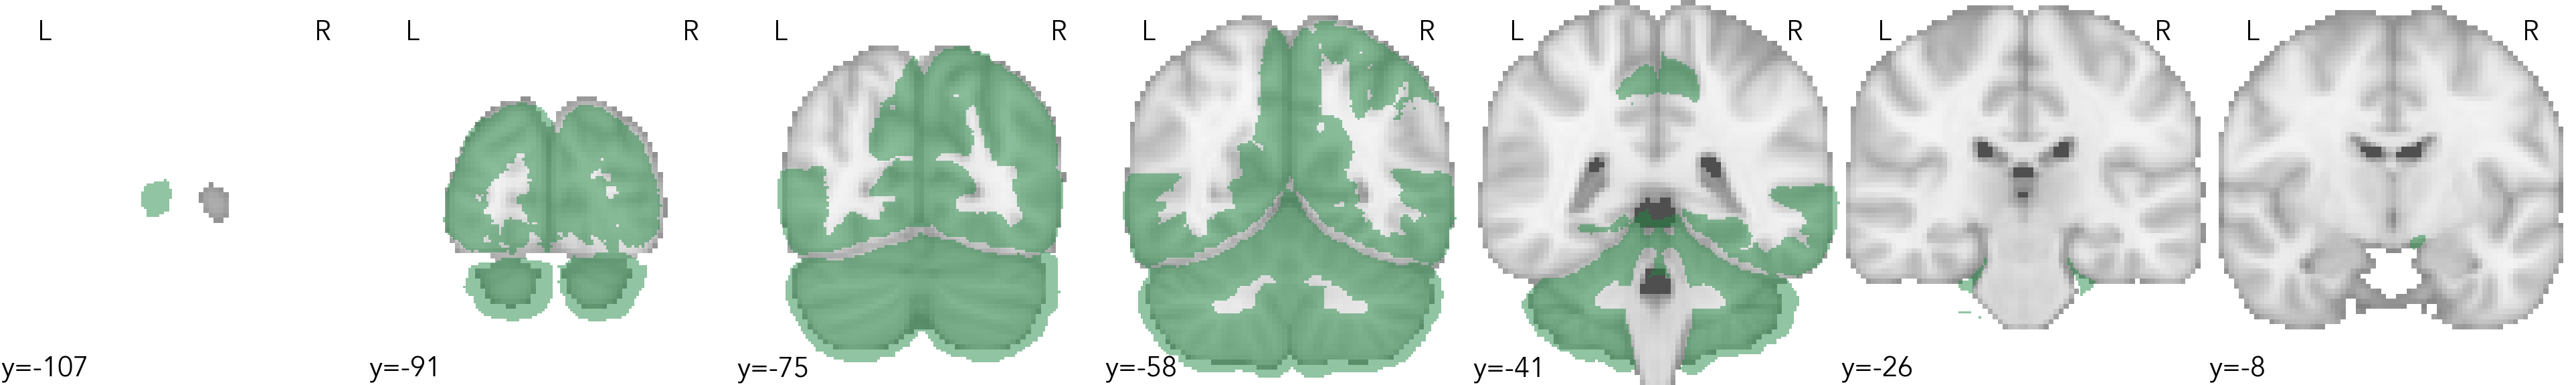 L R L R L R L R L R L R L R
y=-107 y=-91 y=-75 y=-58 y=-41 y=-26 y=-8